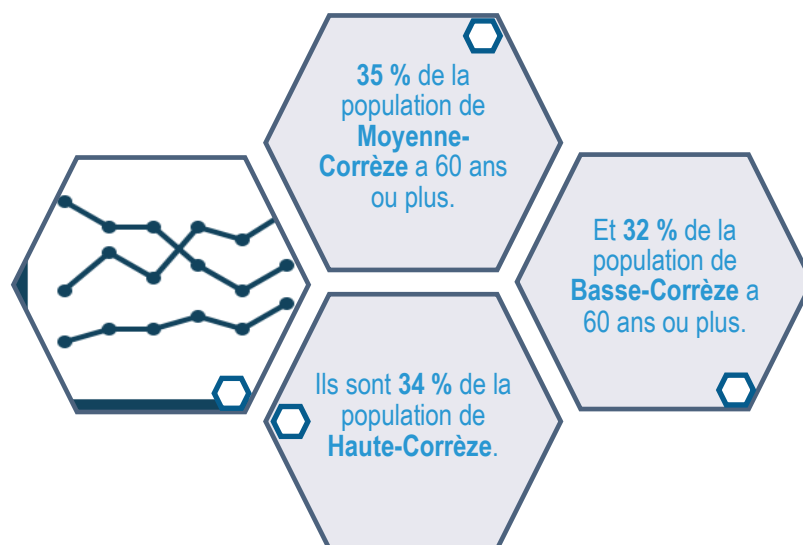 35 % de la
population de
Moyenne-
Corrèze a 60 ans
ou plus.
Et 32 % de la
population de
Basse-Corrèze a
60 ans ou plus.
Ils sont 34 % de la
population de
Haute-Corrèze.